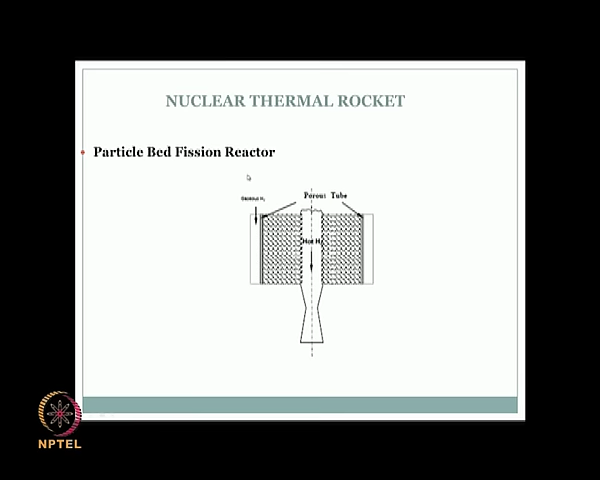 NUCLEAR THERMAL ROCKET
Particle Bed Fission Reactor
Gaseous H₂
Porous Tube
Hot H₂
NPTEL